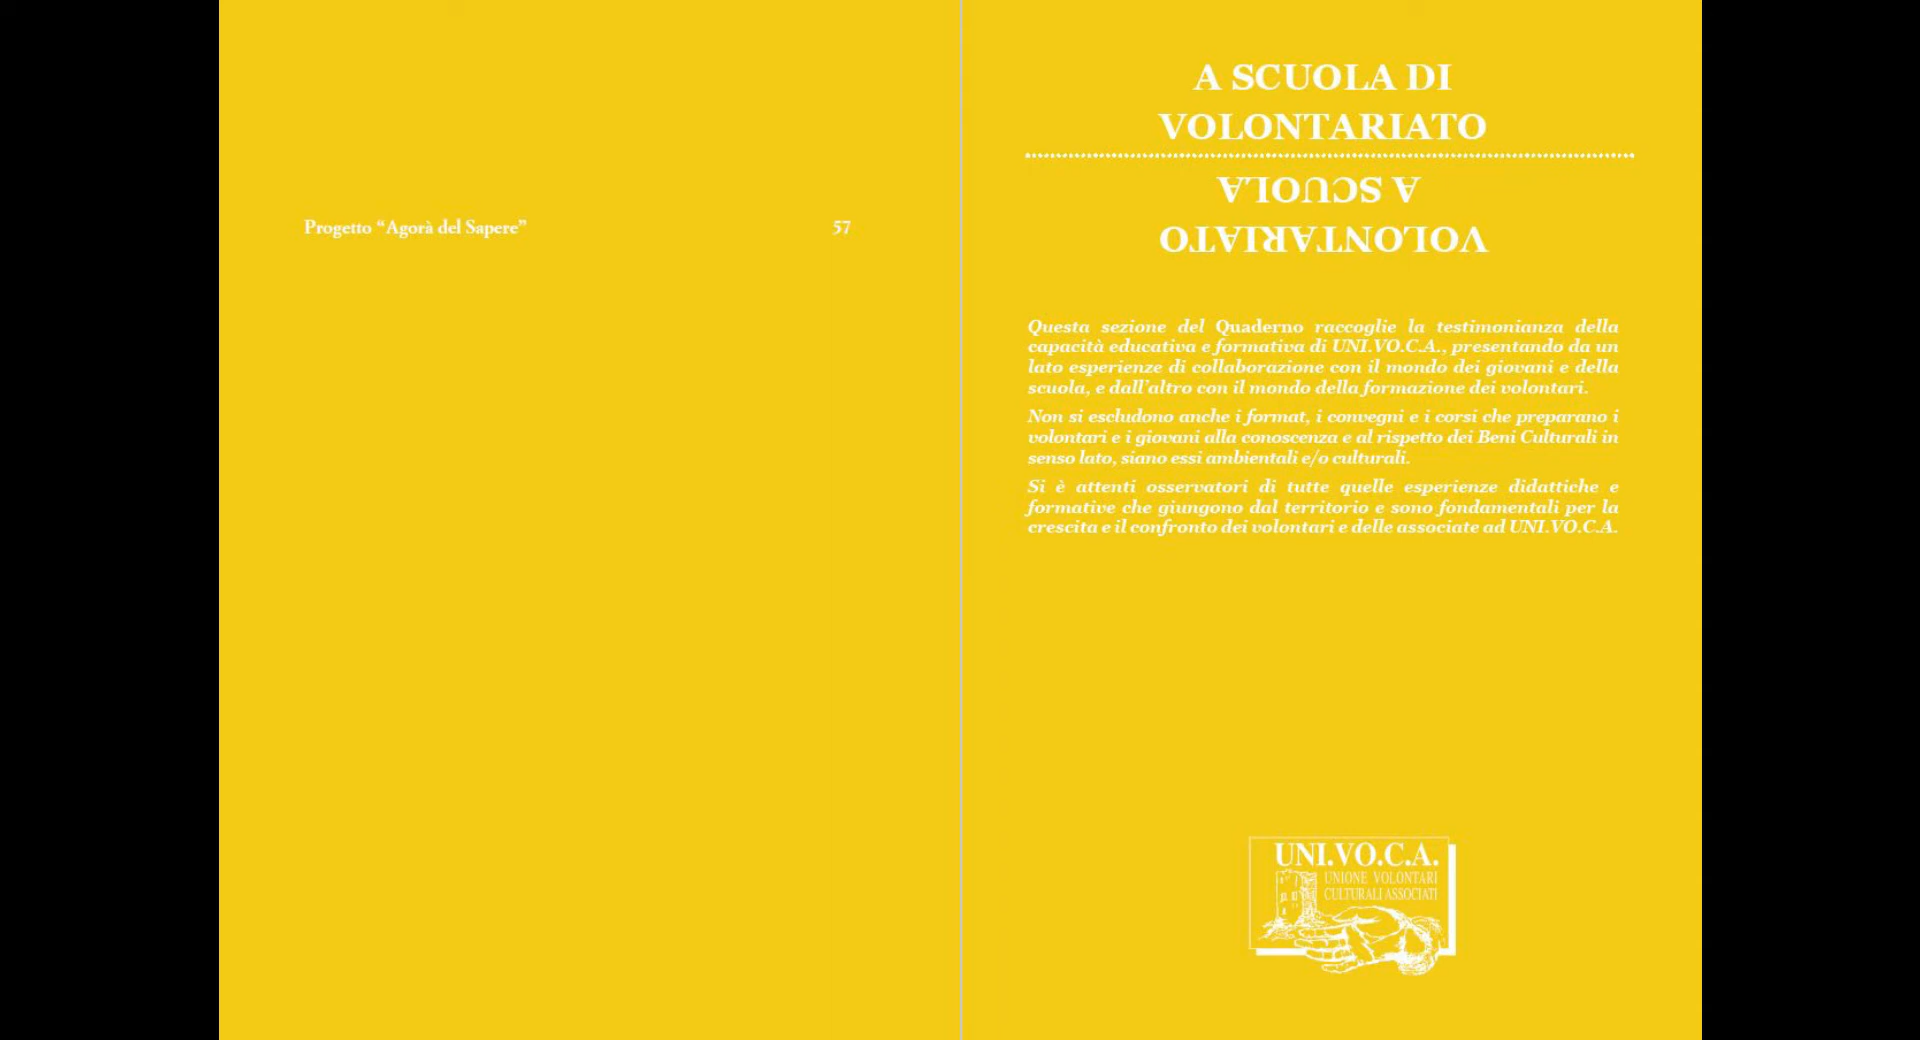 Progetto “Agorà del Sapere” 57
A SCUOLA DI
VOLONTARIATO
A SCUOLA
VOLONTARIATO
Questa sezione del Quaderno raccoglie la testimonianza della
capacità educativa e formativa di UNI.VO.C.A., presentando da un
lato esperienze di collaborazione con il mondo dei giovani e della
scuola, e dall’altro con il mondo della formazione dei volontari.
Non si escludono anche i format, i convegni e i corsi che preparano i
volontari e i giovani alla conoscenza e al rispetto dei Beni Culturali in
senso lato, siano essi ambientali e/o culturali.
Si è attenti osservatori di tutte quelle esperienze didattiche e
formative che giungono dal territorio e sono fondamentali per la
crescita e il confronto dei volontari e delle associate ad UNI.VO.C.A.
UNI.VO.C.A.
UNIONE VOLONTARI
CULTURALI ASSOCIATI